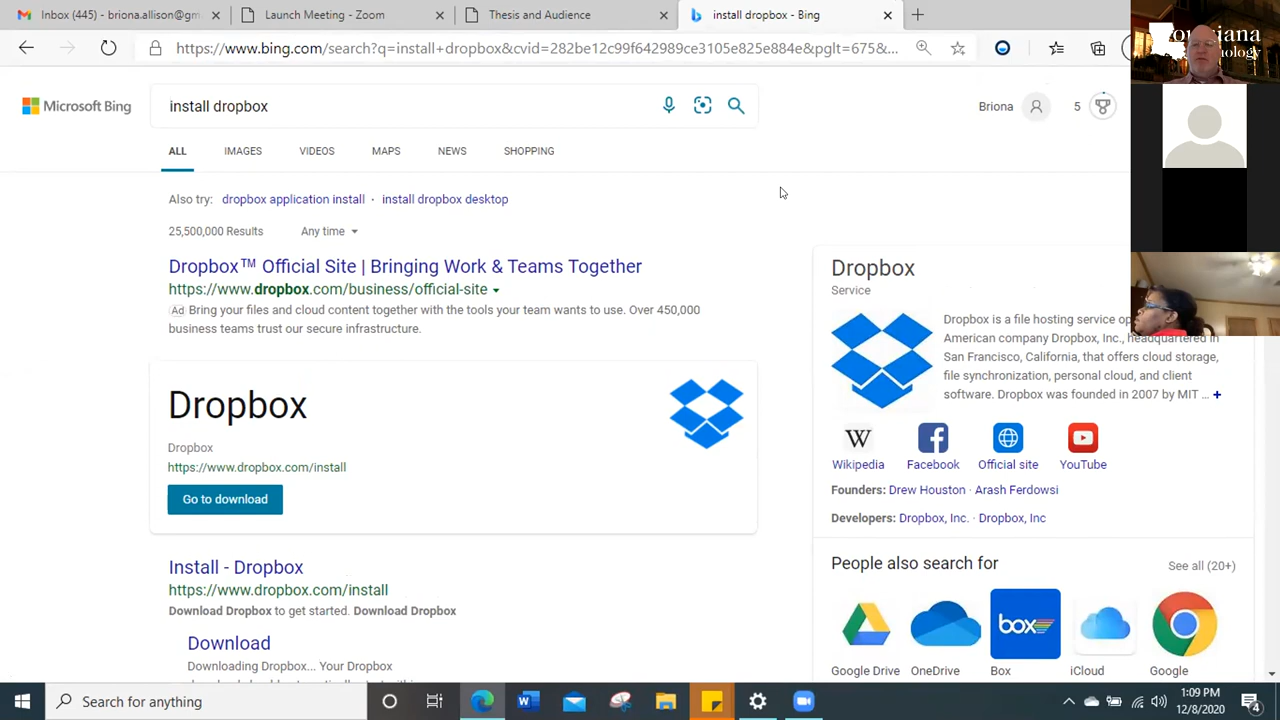 Inbox (445) - briona.allison@gm
Launch Meeting - Zoom
Thesis and Audience
install dropbox - Bing
https://www.bing.com/search?q=install+dropbox&cvid=282be12c99f642989ce3105e825e884e&pglt=675&...
Microsoft Bing
install dropbox
Briona
5
ALL
IMAGES
VIDEOS
MAPS
NEWS
SHOPPING
Also try: dropbox application install · install dropbox desktop
25,500,000 Results
Any time
Dropbox™ Official Site | Bringing Work & Teams Together
https://www.dropbox.com/business/official-site
Ad Bring your files and cloud content together with the tools your team wants to use. Over 450,000
business teams trust our secure infrastructure.
Dropbox
Dropbox
https://www.dropbox.com/install
Go to download
Install - Dropbox
https://www.dropbox.com/install
Download Dropbox to get started. Download Dropbox
Download
Downloading Dropbox... Your Dropbox
Dropbox
Service
Dropbox is a file hosting service
American company Dropbox, Inc., headquartered in
San Francisco, California, that offers cloud storage,
file synchronization, personal cloud, and client
software. Dropbox was founded in 2007 by MIT ... +
Wikipedia
Facebook
Official site
YouTube
Founders: Drew Houston · Arash Ferdowsi
Developers: Dropbox, Inc. · Dropbox, Inc
People also search for
See all (20+)
box
Google Drive
OneDrive
Box
iCloud
Google
Search for anything
1:09 PM
12/8/2020
4